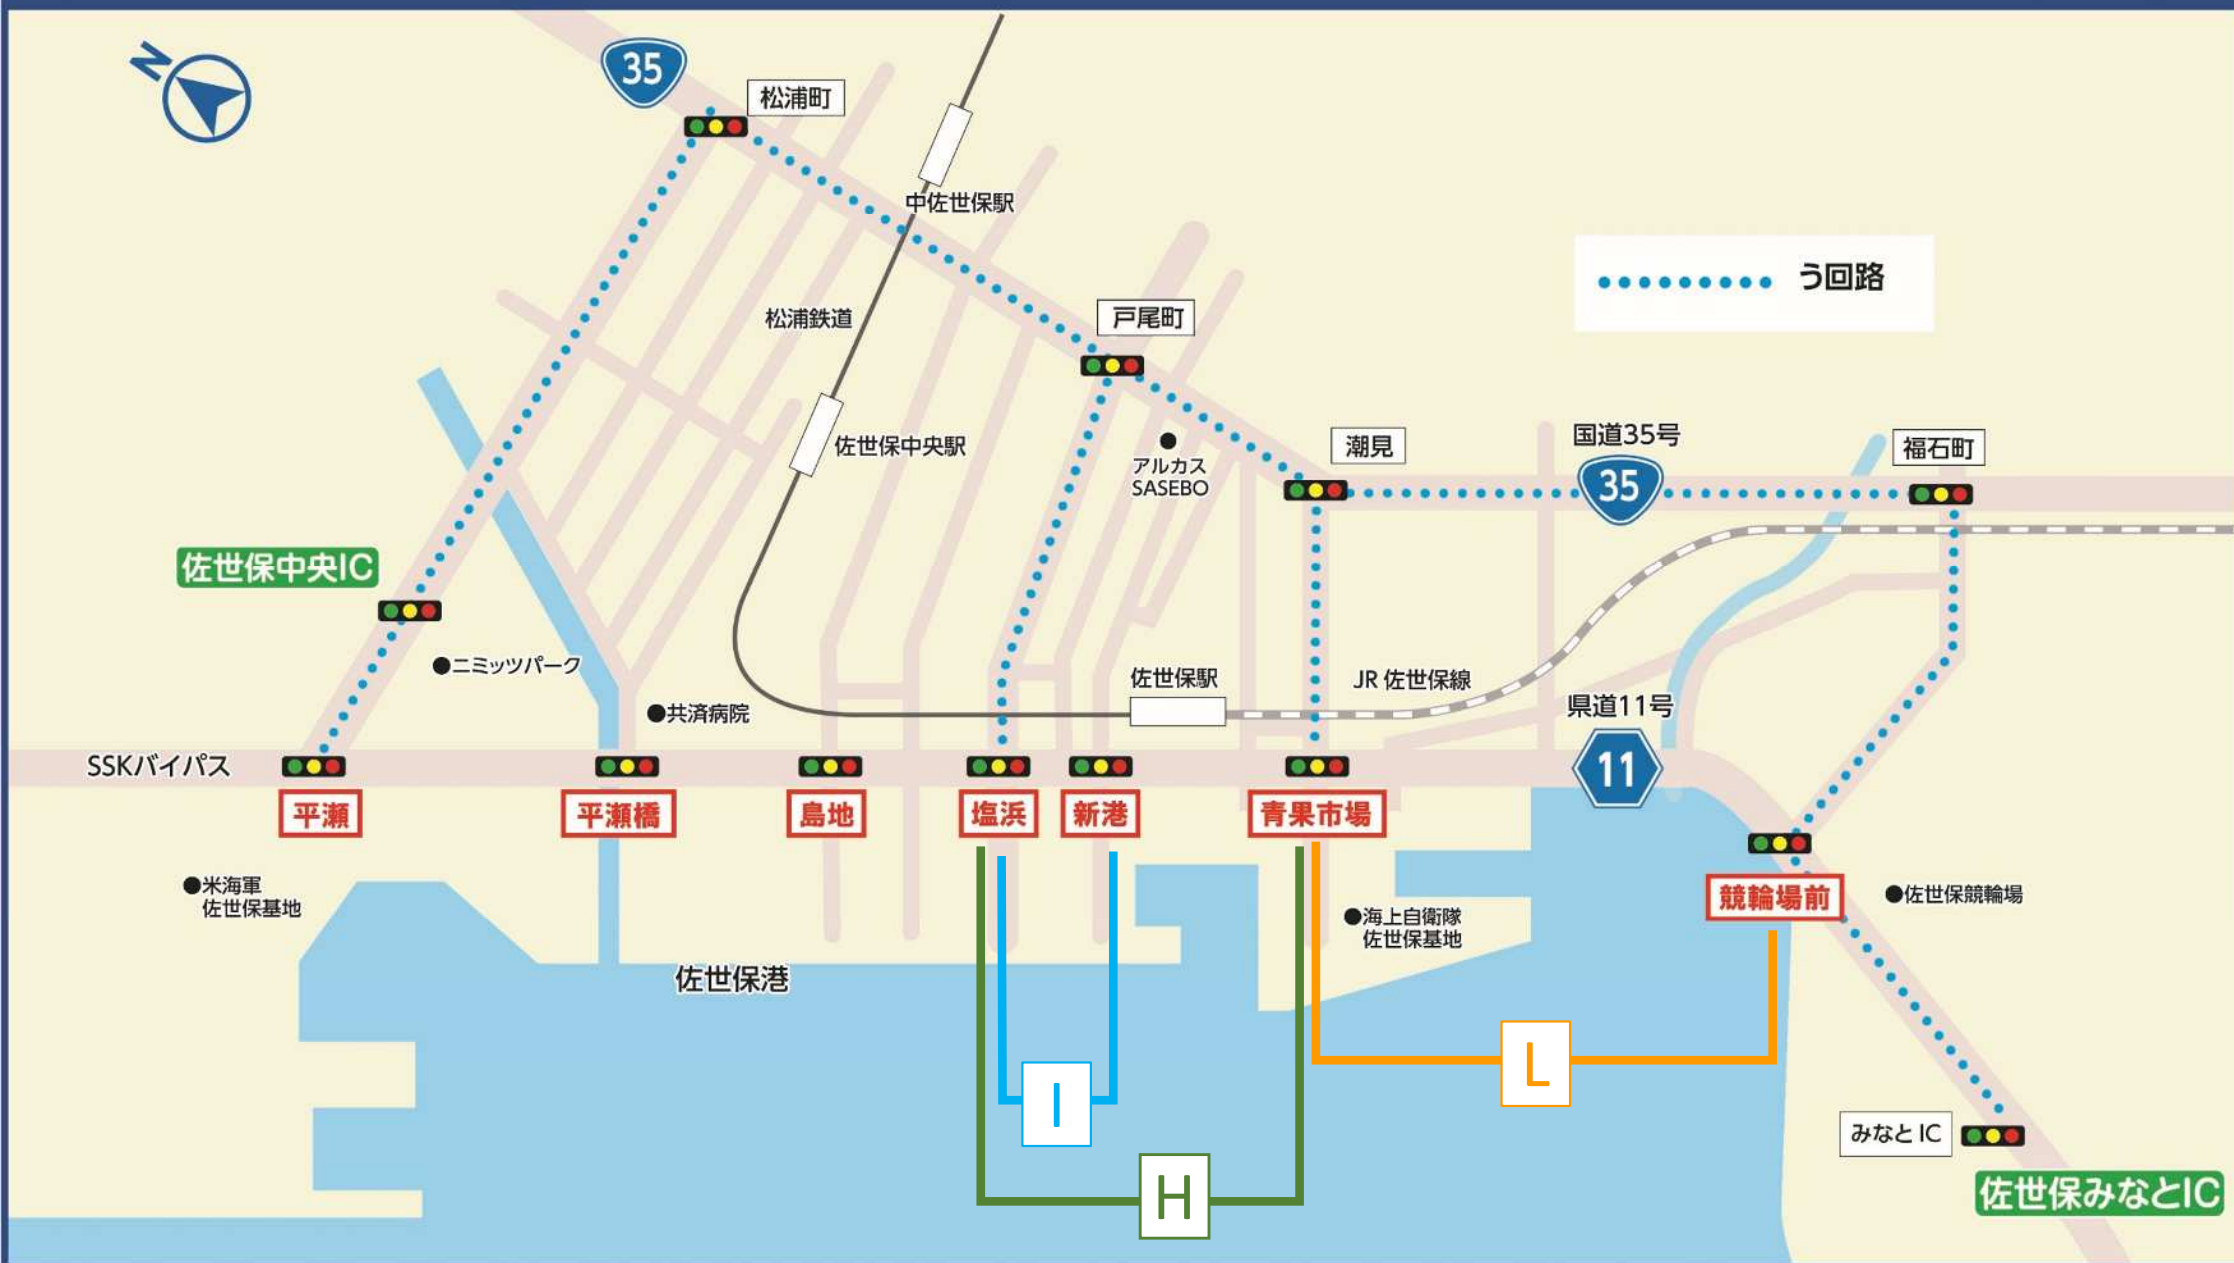 N
35
松浦町
中佐世保駅
う回路
松浦鉄道
戸尾町
佐世保中央駅
アルカス
SASEBO
潮見
国道35号
35
福石町
佐世保中央IC
ニミッツパーク
共済病院
佐世保駅
JR 佐世保線
県道11号
11
SSKバイパス
平瀬
平瀬橋
島地
塩浜
新港
青果市場
競輪場前
佐世保競輪場
米海軍
佐世保基地
海上自衛隊
佐世保基地
佐世保港
I
L
H
みなと IC
佐世保みなとIC